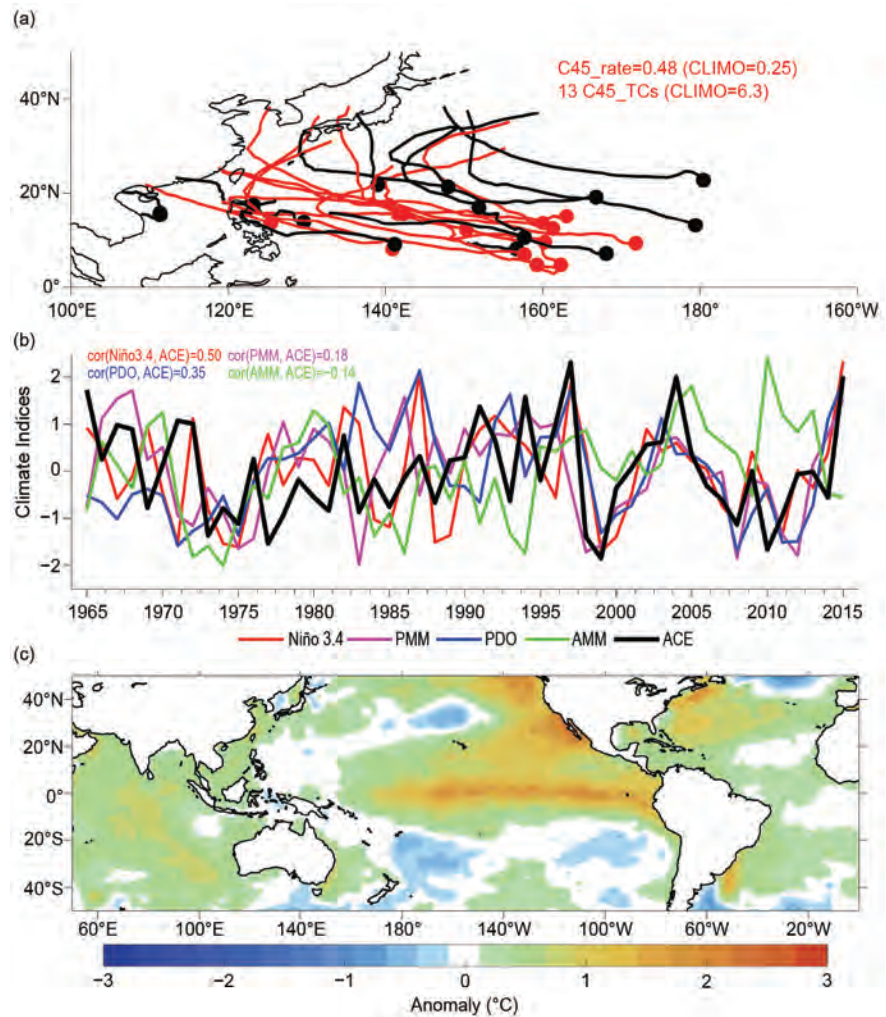 (a)
C45_rate=0.48 (CLIMO=0.25)
13 C45_TCs (CLIMO=6.3)
40°N
20°N
0°
100°E 120°E 140°E 160°E 180° 160°W
(b)
cor(Niño3.4, ACE)=0.50 cor(PMM, ACE)=0.18
cor(PDO, ACE)=0.35 cor(AMM, ACE)=-0.14
Climate Indices
2
1
0
−1
−2
1965 1970 1975 1980 1985 1990 1995 2000 2005 2010 2015
Niño 3.4 PMM PDO AMM ACE
(c)
40°N
20°N
0°
20°S
40°S
60°E 100°E 140°E 180° 140°W 100°W 60°W 20°W
−3 −2 −1 0 1 2 3
Anomaly (°C)